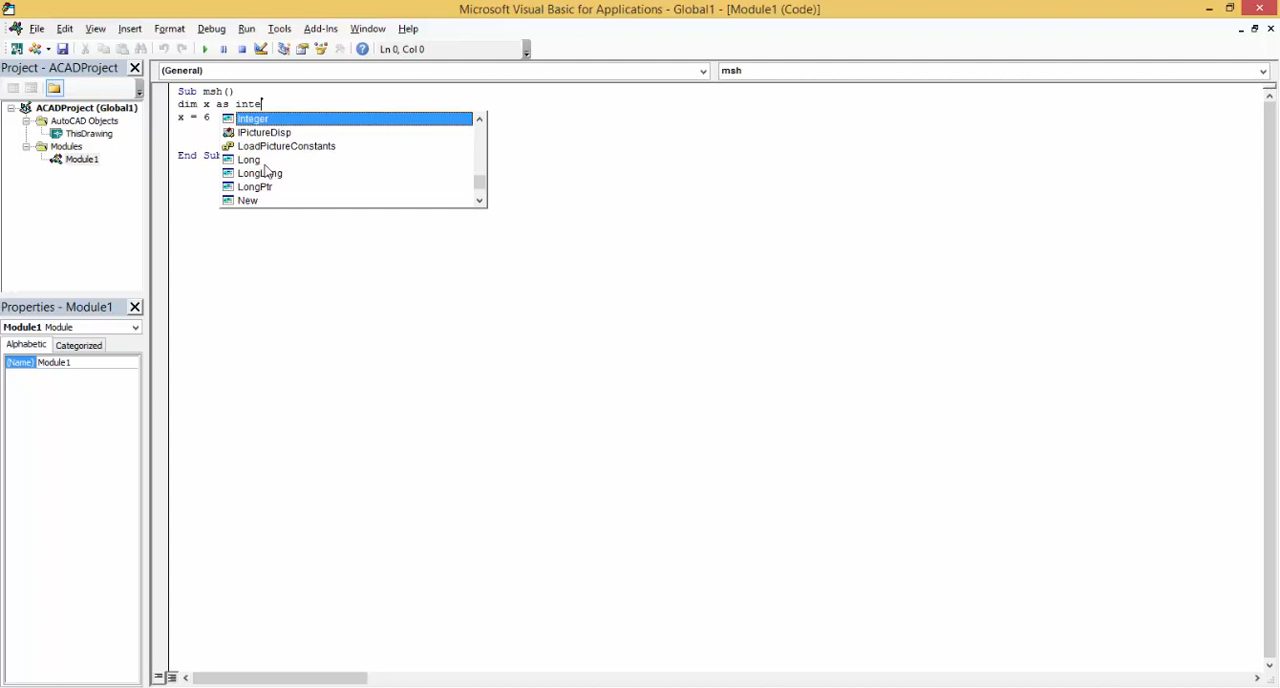 Microsoft Visual Basic for Applications - Global1 - [Module1 (Code)]
File Edit View Insert Format Debug Run Tools Add-Ins Window Help
Ln 0, Col 0
Project - ACADProject
(General)
msh
ACADProject (Global1)
AutoCAD Objects
ThisDrawing
Modules
Module1
Sub msh()
dim x as inte
x = 6
End Sub
Integer
IPictureDisp
LoadPictureConstants
Long
LongLong
LongPtr
New
Properties - Module1
Module1 Module
Alphabetic Categorized
(Name) Module1